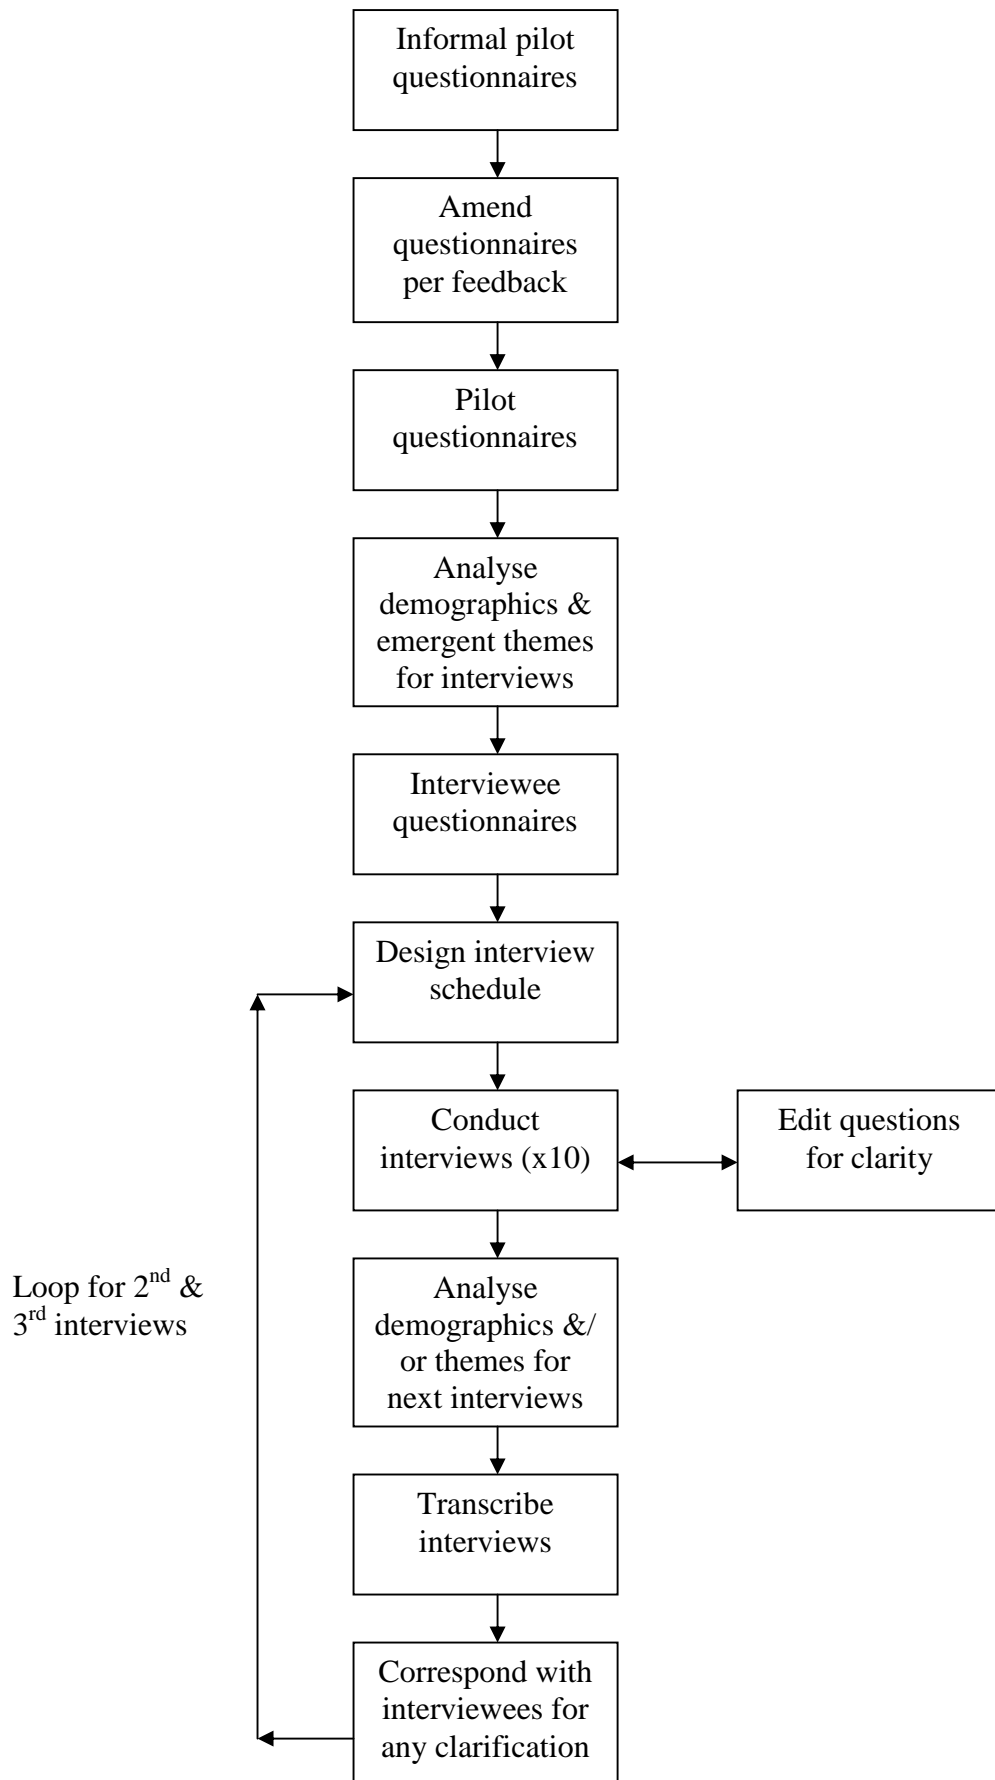 Informal pilot
questionnaires
Amend
questionnaires
per feedback
Pilot
questionnaires
Analyse
demographics &
emergent themes
for interviews
Interviewee
questionnaires
Design interview
schedule
Conduct
interviews (x10)
Edit questions
for clarity
Loop for 2nd &
3rd interviews
Analyse
demographics &/
or themes for
next interviews
Transcribe
interviews
Correspond with
interviewees for
any clarification